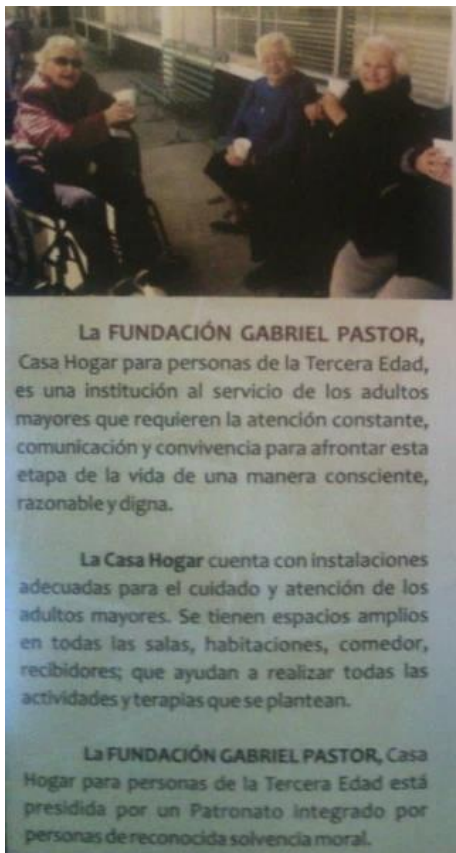 La FUNDACIÓN GABRIEL PASTOR,
Casa Hogar para personas de la Tercera Edad,
es una institución al servicio de los adultos
mayores que requieren la atención constante,
comunicación y convivencia para afrontar esta
etapa de la vida de una manera consciente,
razonable y digna.
La Casa Hogar cuenta con instalaciones
adecuadas para el cuidado y atención de los
adultos mayores. Se tienen espacios amplios
en todas las salas, habitaciones, comedor,
recibidores; que ayudan a realizar todas las
actividades y terapias que se plantean.
La FUNDACIÓN GABRIEL PASTOR, Casa
Hogar para personas de la Tercera Edad está
presidida por un Patronato integrado por
personas de reconocida solvencia moral.